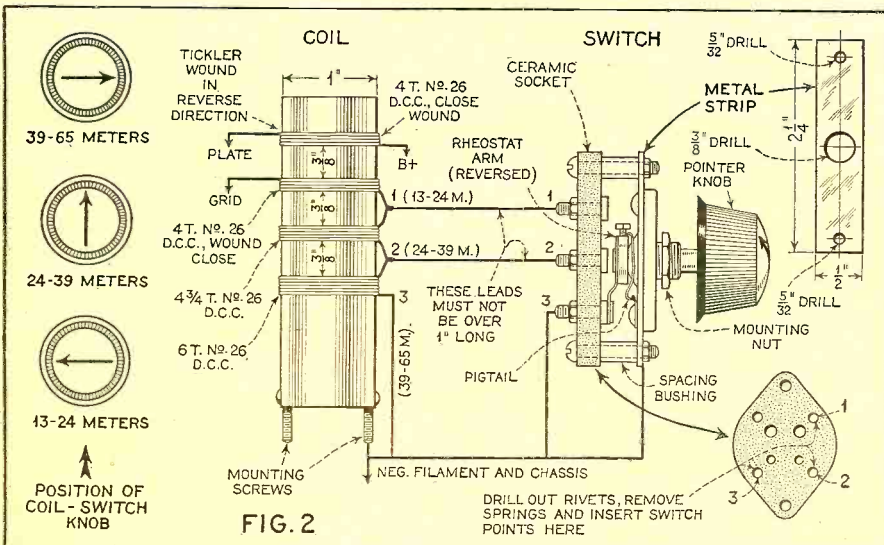 COIL
SWITCH
39-65 METERS
24-39 METERS
13-24 METERS
POSITION OF
COIL-SWITCH
KNOB
TICKLER
WOUND
IN
REVERSE
DIRECTION
1"
4 T. No. 26
D.C.C., CLOSE
WOUND
PLATE
B+
3/8"
GRID
3/8"
4 T. No. 26
D.C.C., WOUND
CLOSE
3/8"
4 3/4 T. No. 26
D.C.C.
6 T. No. 26
D.C.C.
1 (13-24 M.)
2 (24-39 M.)
3
(39-65 M.)
THESE LEADS
MUST NOT
BE OVER
1" LONG
MOUNTING
SCREWS
NEG. FILAMENT AND CHASSIS
FIG. 2
CERAMIC
SOCKET
RHEOSTAT
ARM
(REVERSED)
1
2
3
PIGTAIL
SPACING
BUSHING
METAL
STRIP
POINTER
KNOB
MOUNTING
NUT
5/32" DRILL
2 1/4"
3/8" DRILL
1/2"
5/32" DRILL
1
2
3
DRILL OUT RIVETS, REMOVE
SPRINGS AND INSERT SWITCH
POINTS HERE